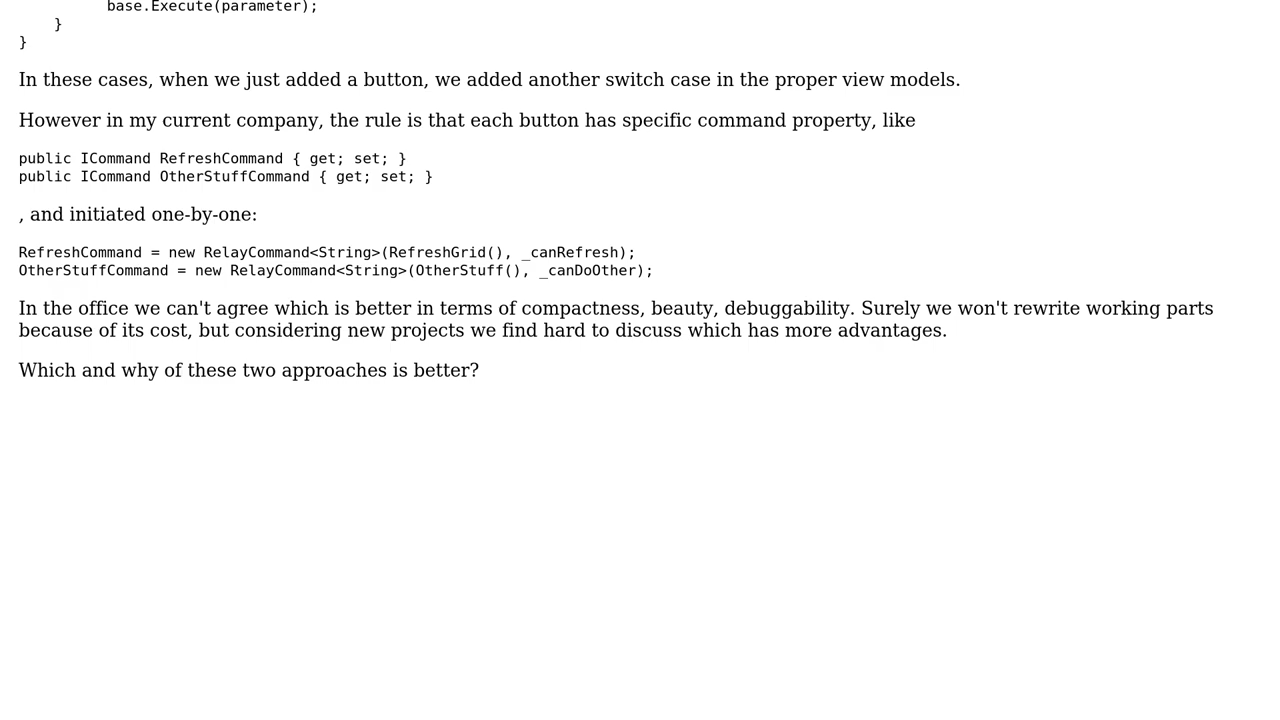 base.Execute(parameter);
}
}
In these cases, when we just added a button, we added another switch case in the proper view models.
However in my current company, the rule is that each button has specific command property, like
public ICommand RefreshCommand { get; set; }
public ICommand OtherStuffCommand { get; set; }
, and initiated one-by-one:
RefreshCommand = new RelayCommand<String>(RefreshGrid(), _canRefresh);
OtherStuffCommand = new RelayCommand<String>(OtherStuff(), _canDoOther);
In the office we can't agree which is better in terms of compactness, beauty, debuggability. Surely we won't rewrite working parts
because of its cost, but considering new projects we find hard to discuss which has more advantages.
Which and why of these two approaches is better?